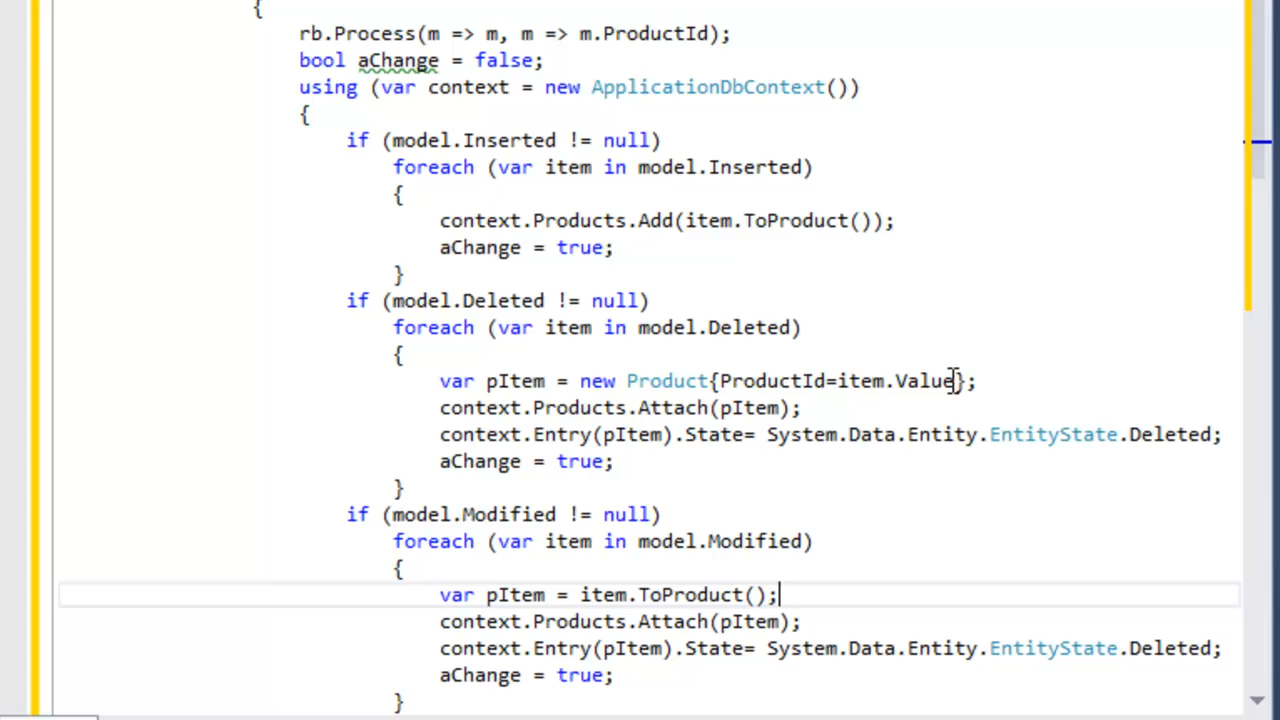 {
rb.Process(m => m, m => m.ProductId);
bool aChange = false;
using (var context = new ApplicationDbContext())
{
if (model.Inserted != null)
foreach (var item in model.Inserted)
{
context.Products.Add(item.ToProduct());
aChange = true;
}
if (model.Deleted != null)
foreach (var item in model.Deleted)
{
var pItem = new Product{ProductId=item.Value};
context.Products.Attach(pItem);
context.Entry(pItem).State= System.Data.Entity.EntityState.Deleted;
aChange = true;
}
if (model.Modified != null)
foreach (var item in model.Modified)
{
var pItem = item.ToProduct();
context.Products.Attach(pItem);
context.Entry(pItem).State= System.Data.Entity.EntityState.Deleted;
aChange = true;
}